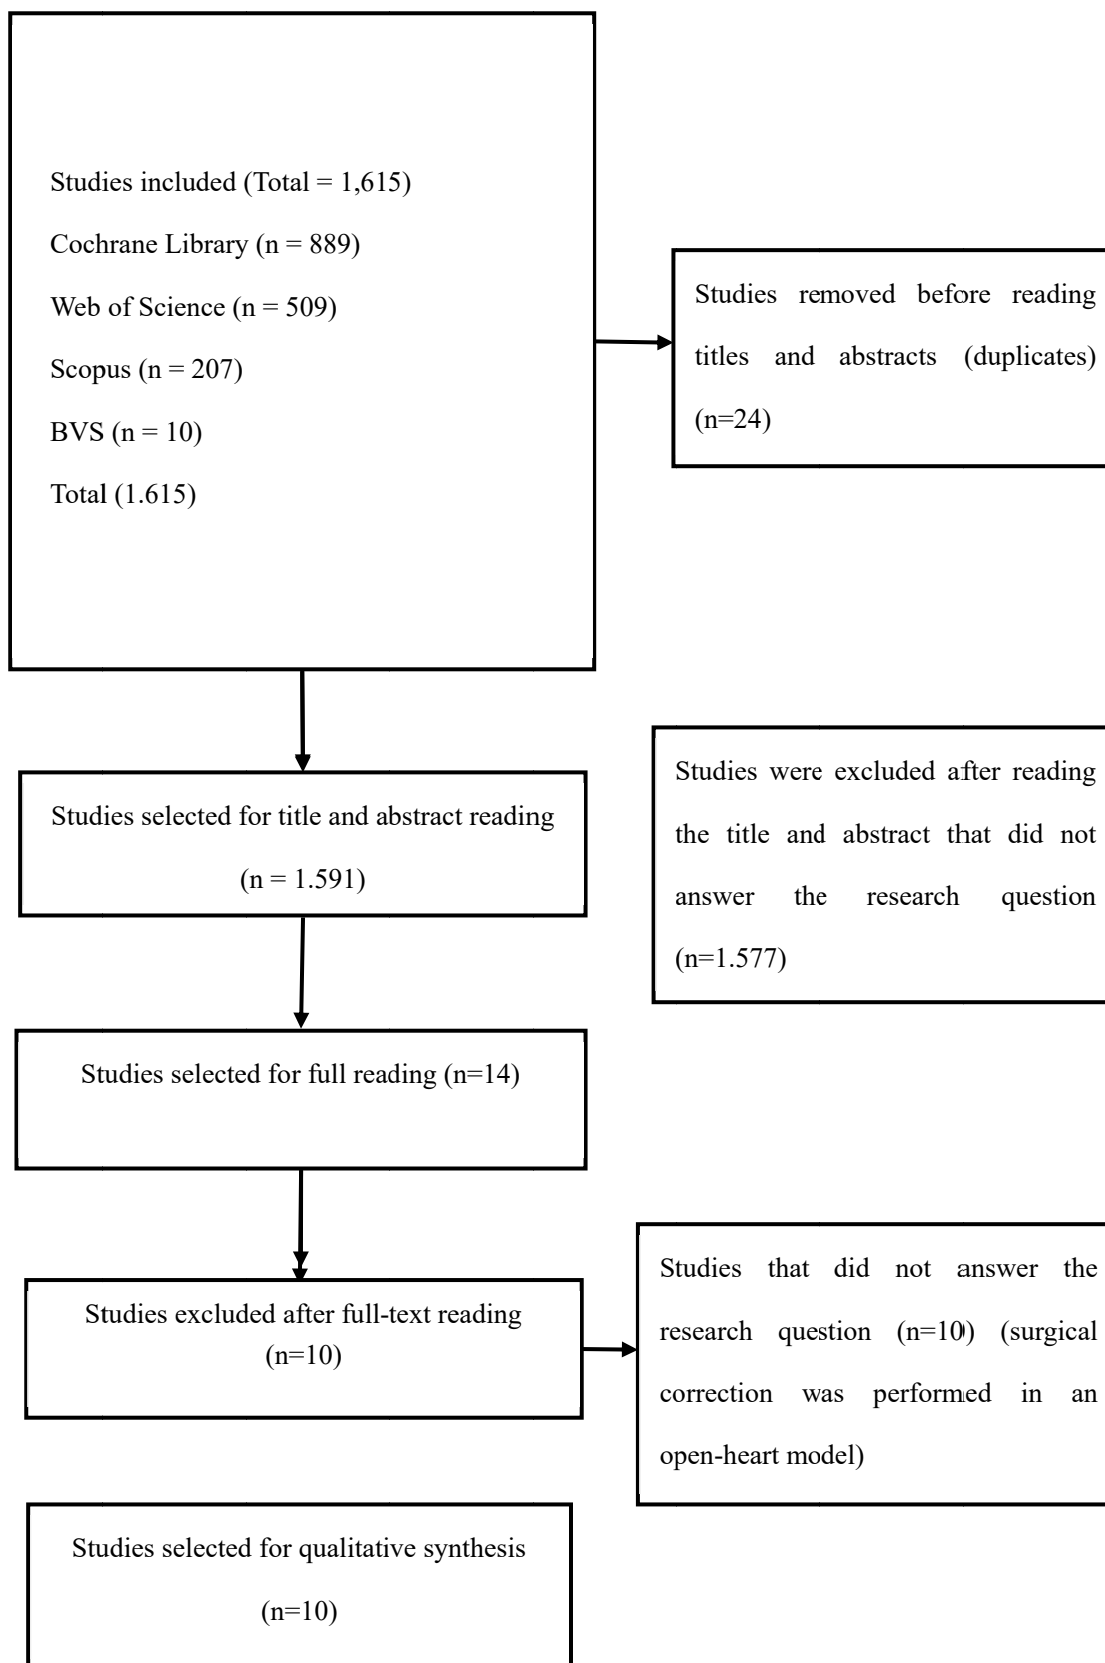 Studies included (Total = 1,615)
Cochrane Library (n = 889)
Web of Science (n = 509)
Scopus (n = 207)
BVS (n = 10)
Total (1.615)
Studies removed before reading
titles and abstracts (duplicates)
(n=24)
Studies selected for title and abstract reading
(n = 1.591)
Studies were excluded after reading
the title and abstract that did not
answer the research question
(n=1.577)
Studies selected for full reading (n=14)
Studies excluded after full-text reading
(n=10)
Studies that did not answer the
research question (n=10) (surgical
correction was performed in an
open-heart model)
Studies selected for qualitative synthesis
(n=10)